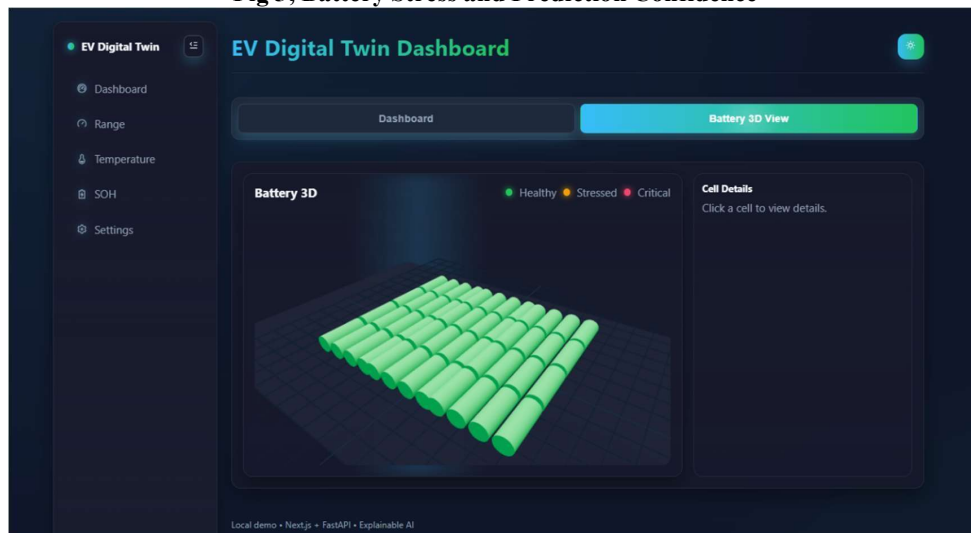 Fig 5, Battery Stress and Prediction Confidence
EV Digital Twin
EV Digital Twin Dashboard
Dashboard
Range
Temperature
SOH
Settings
Dashboard
Battery 3D View
Battery 3D
Healthy
Stressed
Critical
Cell Details
Click a cell to view details.
Local demo • Next.js + FastAPI • Explainable AI